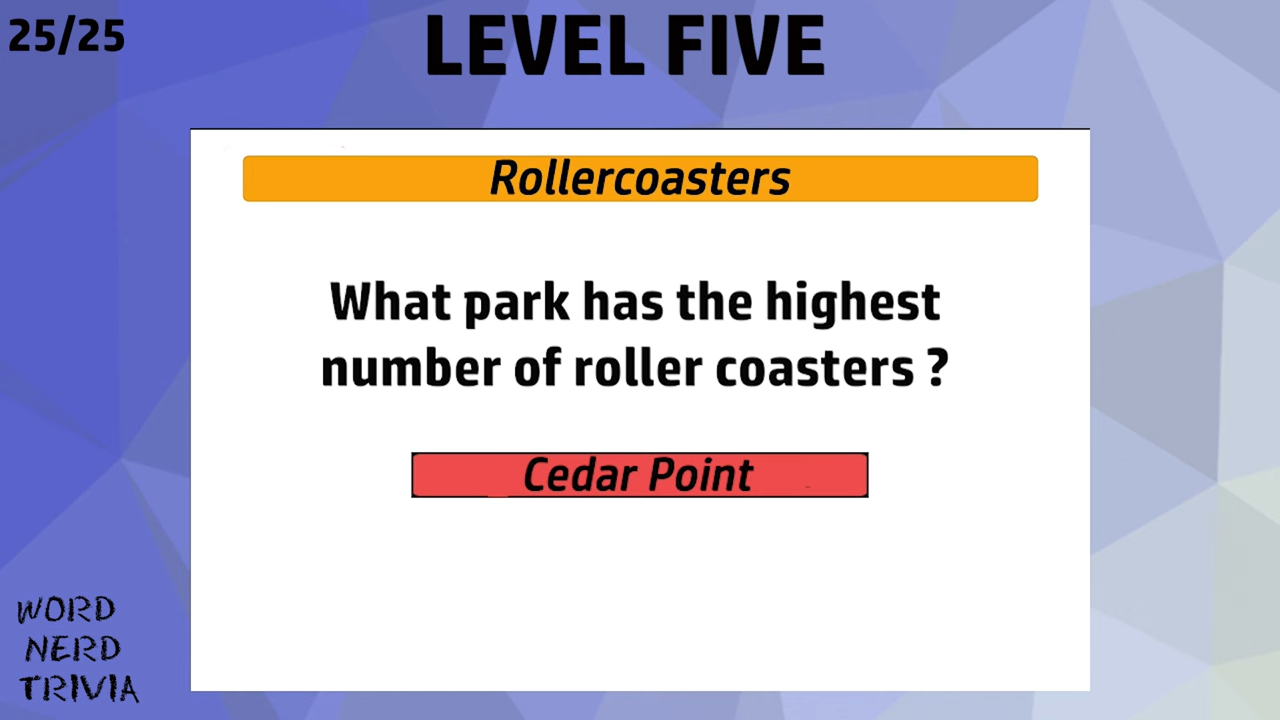 25/25
LEVEL FIVE
Rollercoasters
What park has the highest
number of roller coasters ?
Cedar Point
WORD
NERD
TRIVIA